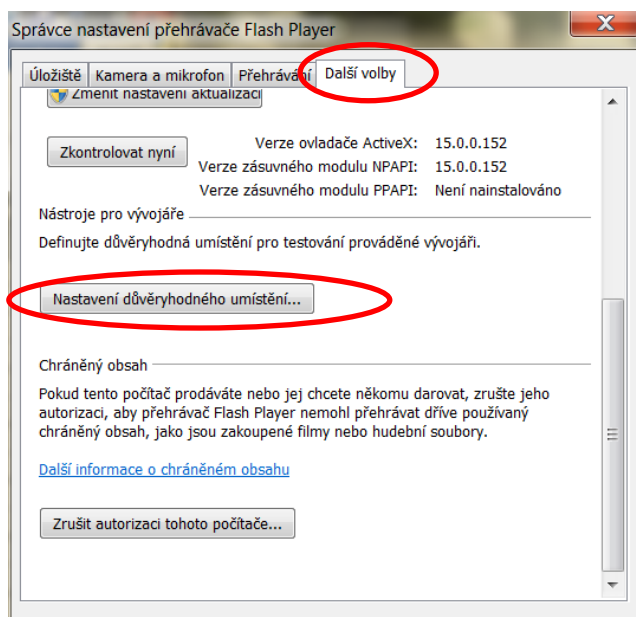 Správce nastavení přehrávače Flash Player
X
Úložiště Kamera a mikrofon Přehrávání Další volby
Změnit nastavení aktualizací
Zkontrolovat nyní
Verze ovladače ActiveX: 15.0.0.152
Verze zásuvného modulu NPAPI: 15.0.0.152
Verze zásuvného modulu PPAPI: Není nainstalováno
Nástroje pro vývojáře
Definujte důvěryhodná umístění pro testování prováděné vývojáři.
Nastavení důvěryhodného umístění...
Chráněný obsah
Pokud tento počítač prodáváte nebo jej chcete někomu darovat, zrušte jeho
autorizaci, aby přehrávač Flash Player nemohl přehrávat dříve používaný
chráněný obsah, jako jsou zakoupené filmy nebo hudební soubory.
Další informace o chráněném obsahu
Zrušit autorizaci tohoto počítače...